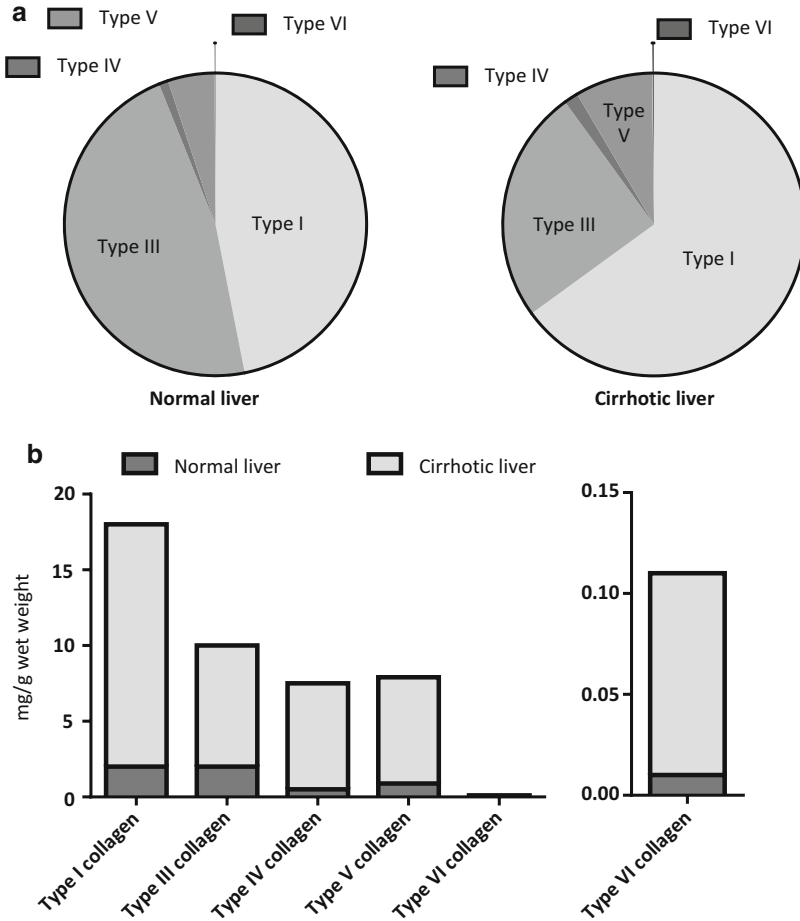 a
Type V
Type VI
Type IV
Type III
Type I
Normal liver
Type VI
Type IV
Type V
Type III
Type I
Cirrhotic liver
b
Normal liver
Cirrhotic liver
mg/g wet weight
20
15
10
5
0
Type I collagen
Type III collagen
Type IV collagen
Type V collagen
Type VI collagen
0.15
0.10
0.05
0.00
Type VI collagen